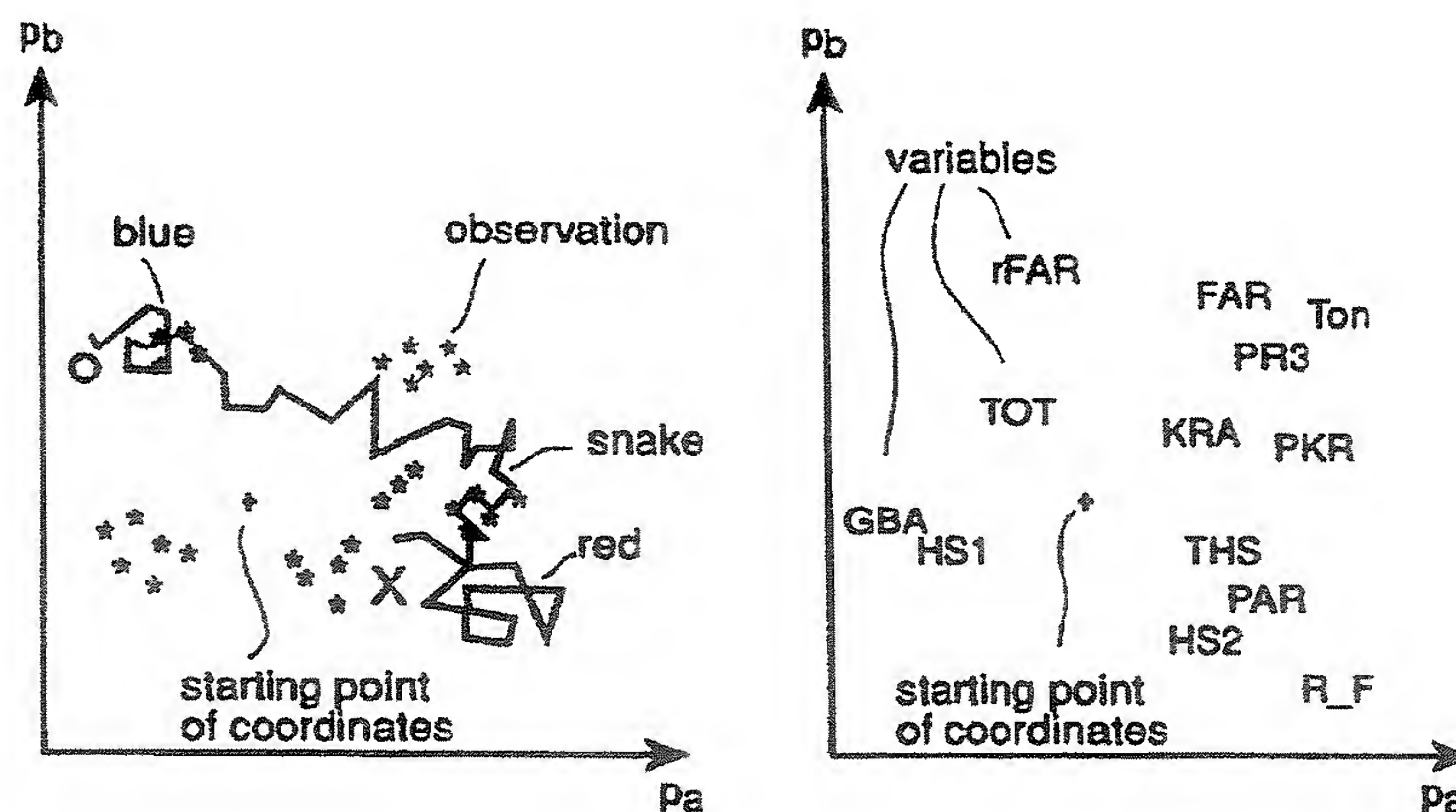 pb
blue
observation
snake
red
O
X
starting point
of coordinates
pa
pb
variables
rFAR
FAR
Ton
PR3
TOT
KRA
PKR
GBA
HS1
THS
PAR
HS2
R_F
starting point
of coordinates
pa